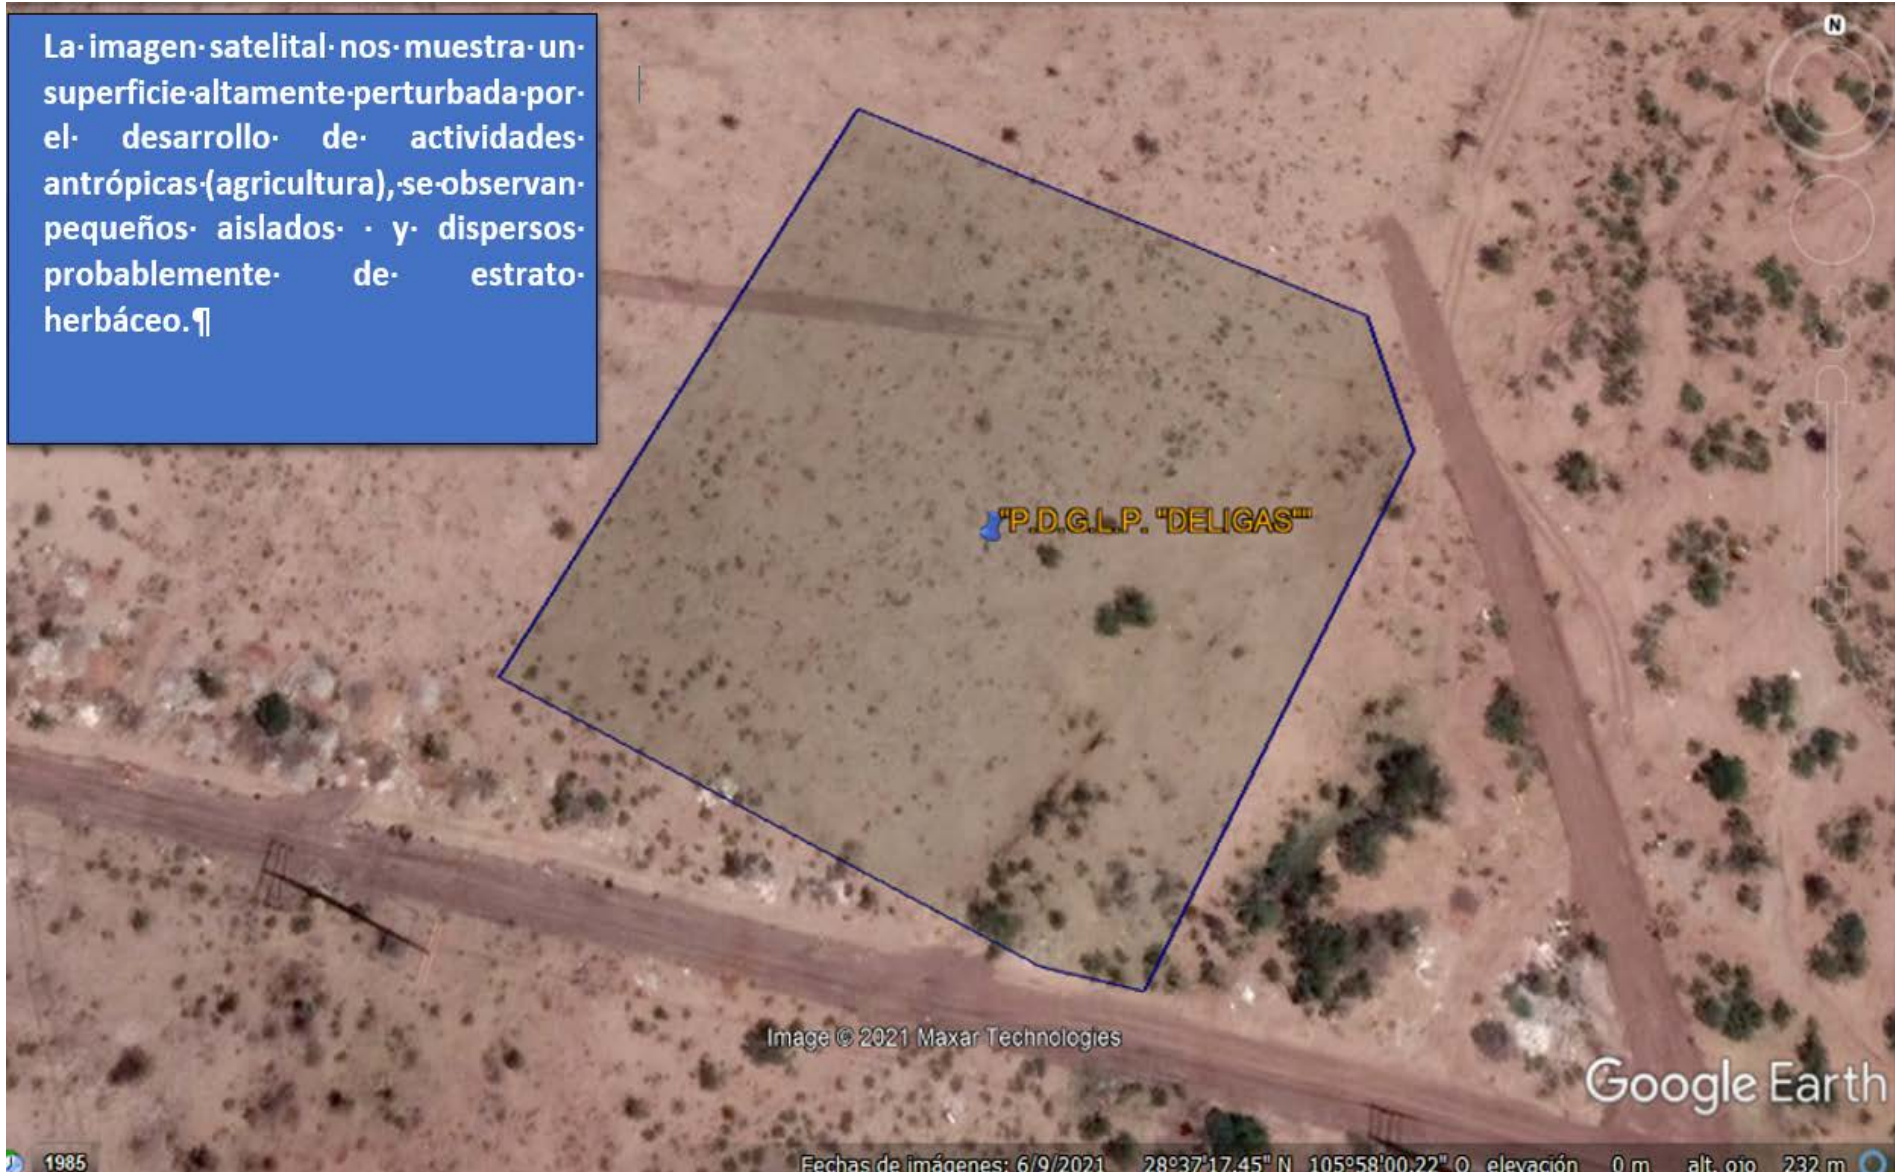 La imagen satelital nos muestra un
superficie altamente perturbada por
el desarrollo de actividades
antrópicas (agricultura), se observan
pequeños aislados y dispersos
probablemente de estrato
herbáceo.¶
N
"P.D.G.L.P. "DELIGAS""
Image © 2021 Maxar Technologies
Google Earth
1985
Fechas de imágenes: 6/9/2021 28°37'17.45" N 105°58'00.22" O elevación 0 m alt. ojo 232 m